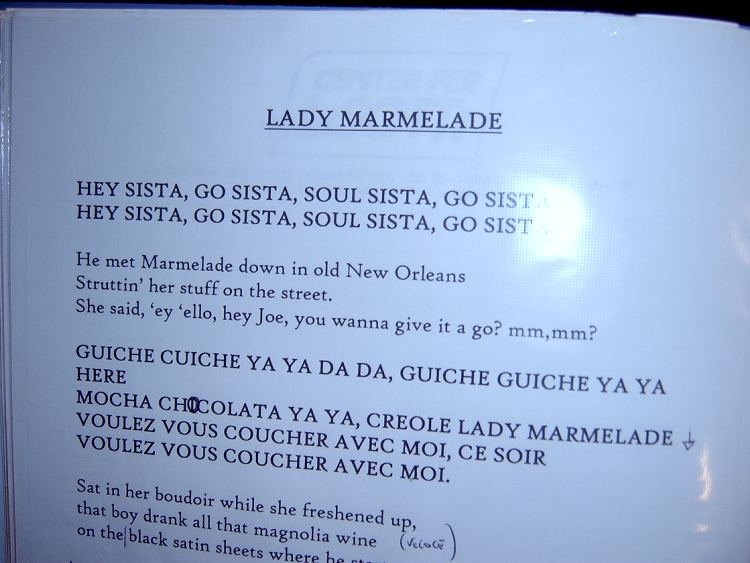 LADY MARMELADE
HEY SISTA, GO SISTA, SOUL SISTA, GO SIST
HEY SISTA, GO SISTA, SOUL SISTA, GO SIST
He met Marmelade down in old New Orleans
Struttin' her stuff on the street.
She said, 'ey 'ello, hey Joe, you wanna give it a go? mm,mm?
GUICHE CUICHE YA YA DA DA, GUICHE GUICHE YA YA
HERE
MOCHA CHOCOLATA YA YA, CREOLE LADY MARMELADE
VOULEZ VOUS COUCHER AVEC MOI, CE SOIR
VOULEZ VOUS COUCHER AVEC MOI.
Sat in her boudoir while she freshened up,
that boy drank all that magnolia wine
on the black satin sheets where he